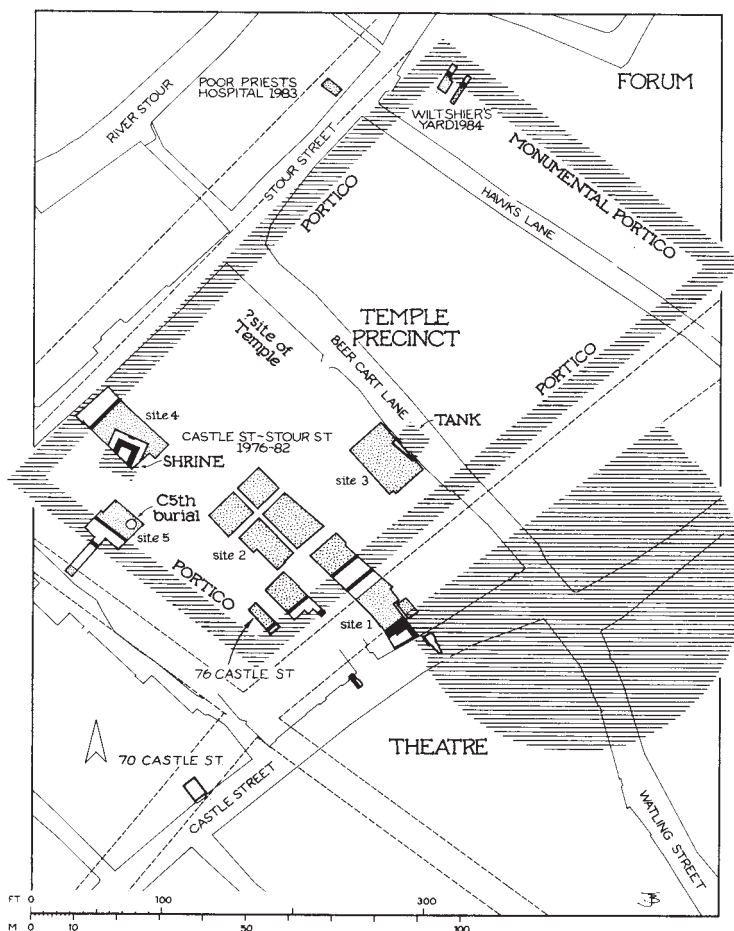 RIVER STOUR
POOR PRIESTS
HOSPITAL 1983
STOUR STREET
PORTICO
WILTSHIER'S
YARD 1984
FORUM
MONUMENTAL PORTICO
HAWKS LANE
TEMPLE
PRECINCT
?site of
Temple
BEER CART LANE
PORTICO
site 4
CASTLE ST-STOUR ST
1976-82
SHRINE
TANK
site 3
C5th
burial
site 5
site 2
PORTICO
site 1
76 CASTLE ST
THEATRE
70 CASTLE ST
CASTLE STREET
WATLING STREET
FT 0 100 300
M 0 10 50 100